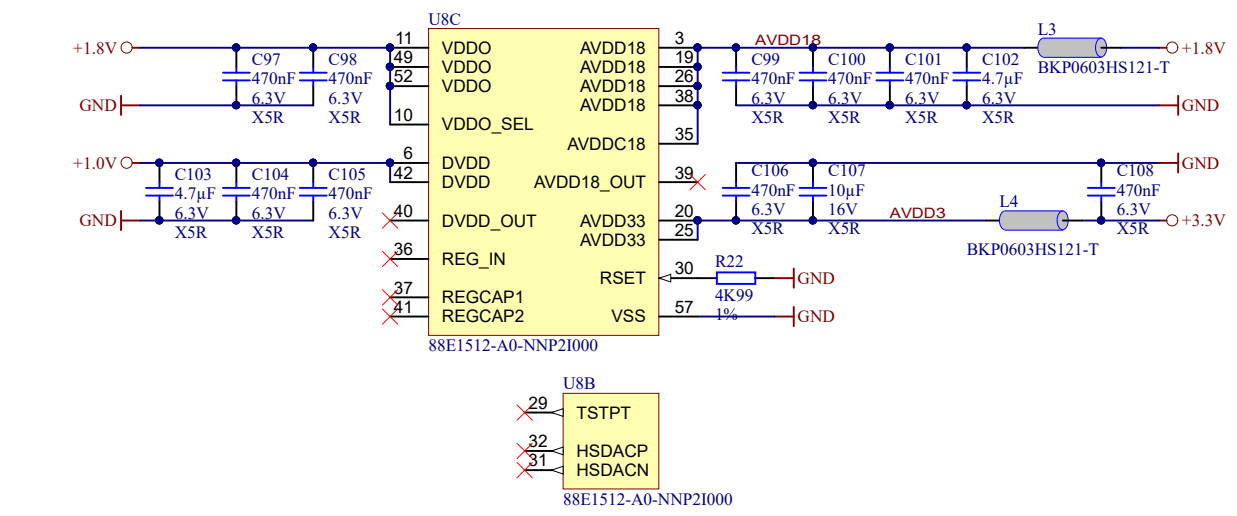 U8C
+1.8V
GND
C97
470nF
6.3V
X5R
C98
470nF
6.3V
X5R
11
49
52
10
VDDO
VDDO
VDDO
VDDO_SEL
AVDD18
AVDD18
AVDD18
AVDD18
AVDDC18
3
19
26
38
35
AVDD18
C99
470nF
6.3V
X5R
C100
470nF
6.3V
X5R
C101
470nF
6.3V
X5R
C102
4.7µF
6.3V
X5R
L3
BKP0603HS121-T
+1.8V
GND
+1.0V
GND
C103
4.7µF
6.3V
X5R
C104
470nF
6.3V
X5R
C105
470nF
6.3V
X5R
6
42
40
36
37
41
DVDD
DVDD
DVDD_OUT
REG_IN
REGCAP1
REGCAP2
AVDD18_OUT
AVDD33
AVDD33
RSET
VSS
39
20
25
30
57
C106
470nF
6.3V
X5R
C107
10µF
16V
X5R
AVDD3
L4
BKP0603HS121-T
C108
470nF
6.3V
X5R
GND
+3.3V
R22
4K99
1%
GND
GND
88E1512-A0-NNP2I000
U8B
29
32
31
TSTPT
HSDACP
HSDACN
88E1512-A0-NNP2I000